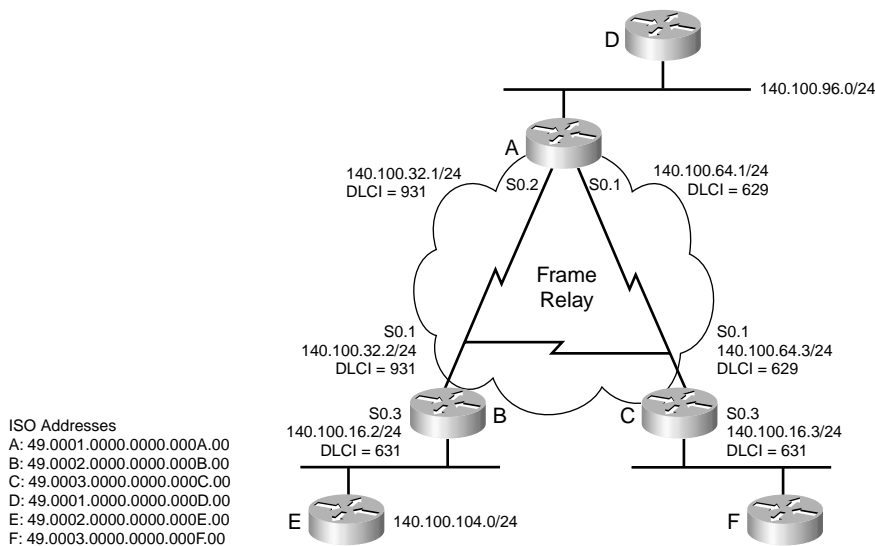 D
140.100.96.0/24
A
140.100.32.1/24
DLCI = 931
S0.2
S0.1
140.100.64.1/24
DLCI = 629
Frame
Relay
S0.1
140.100.32.2/24
DLCI = 931
S0.1
140.100.64.3/24
DLCI = 629
B
C
S0.3
140.100.16.2/24
DLCI = 631
S0.3
140.100.16.3/24
DLCI = 631
ISO Addresses
A: 49.0001.0000.0000.000A.00
B: 49.0002.0000.0000.000B.00
C: 49.0003.0000.0000.000C.00
D: 49.0001.0000.0000.000D.00
E: 49.0002.0000.0000.000E.00
F: 49.0003.0000.0000.000F.00
E
140.100.104.0/24
F